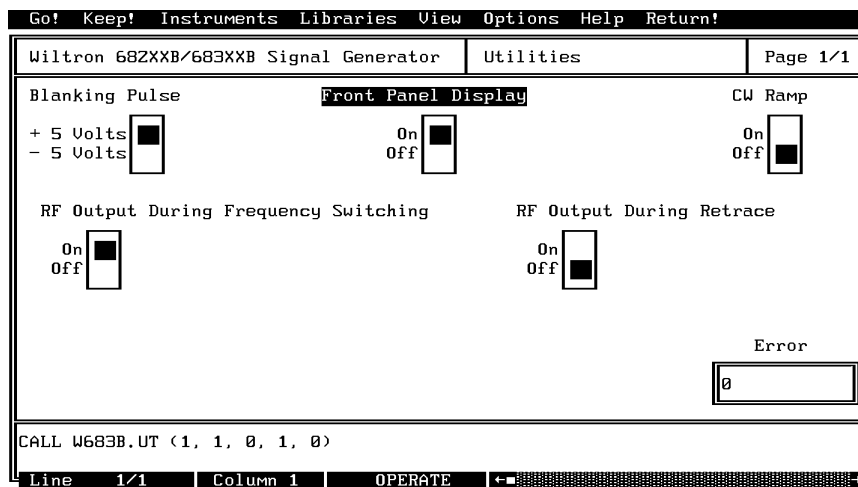 Go! Keep! Instruments Libraries View Options Help Return!
Wiltron 682XXB/683XXB Signal Generator Utilities Page 1/1
Blanking Pulse Front Panel Display CW Ramp
+ 5 Volts On On
− 5 Volts Off Off
RF Output During Frequency Switching RF Output During Retrace
On On
Off Off
Error
0
CALL W683B.UT (1, 1, 0, 1, 0)
Line 1/1 Column 1 OPERATE ←